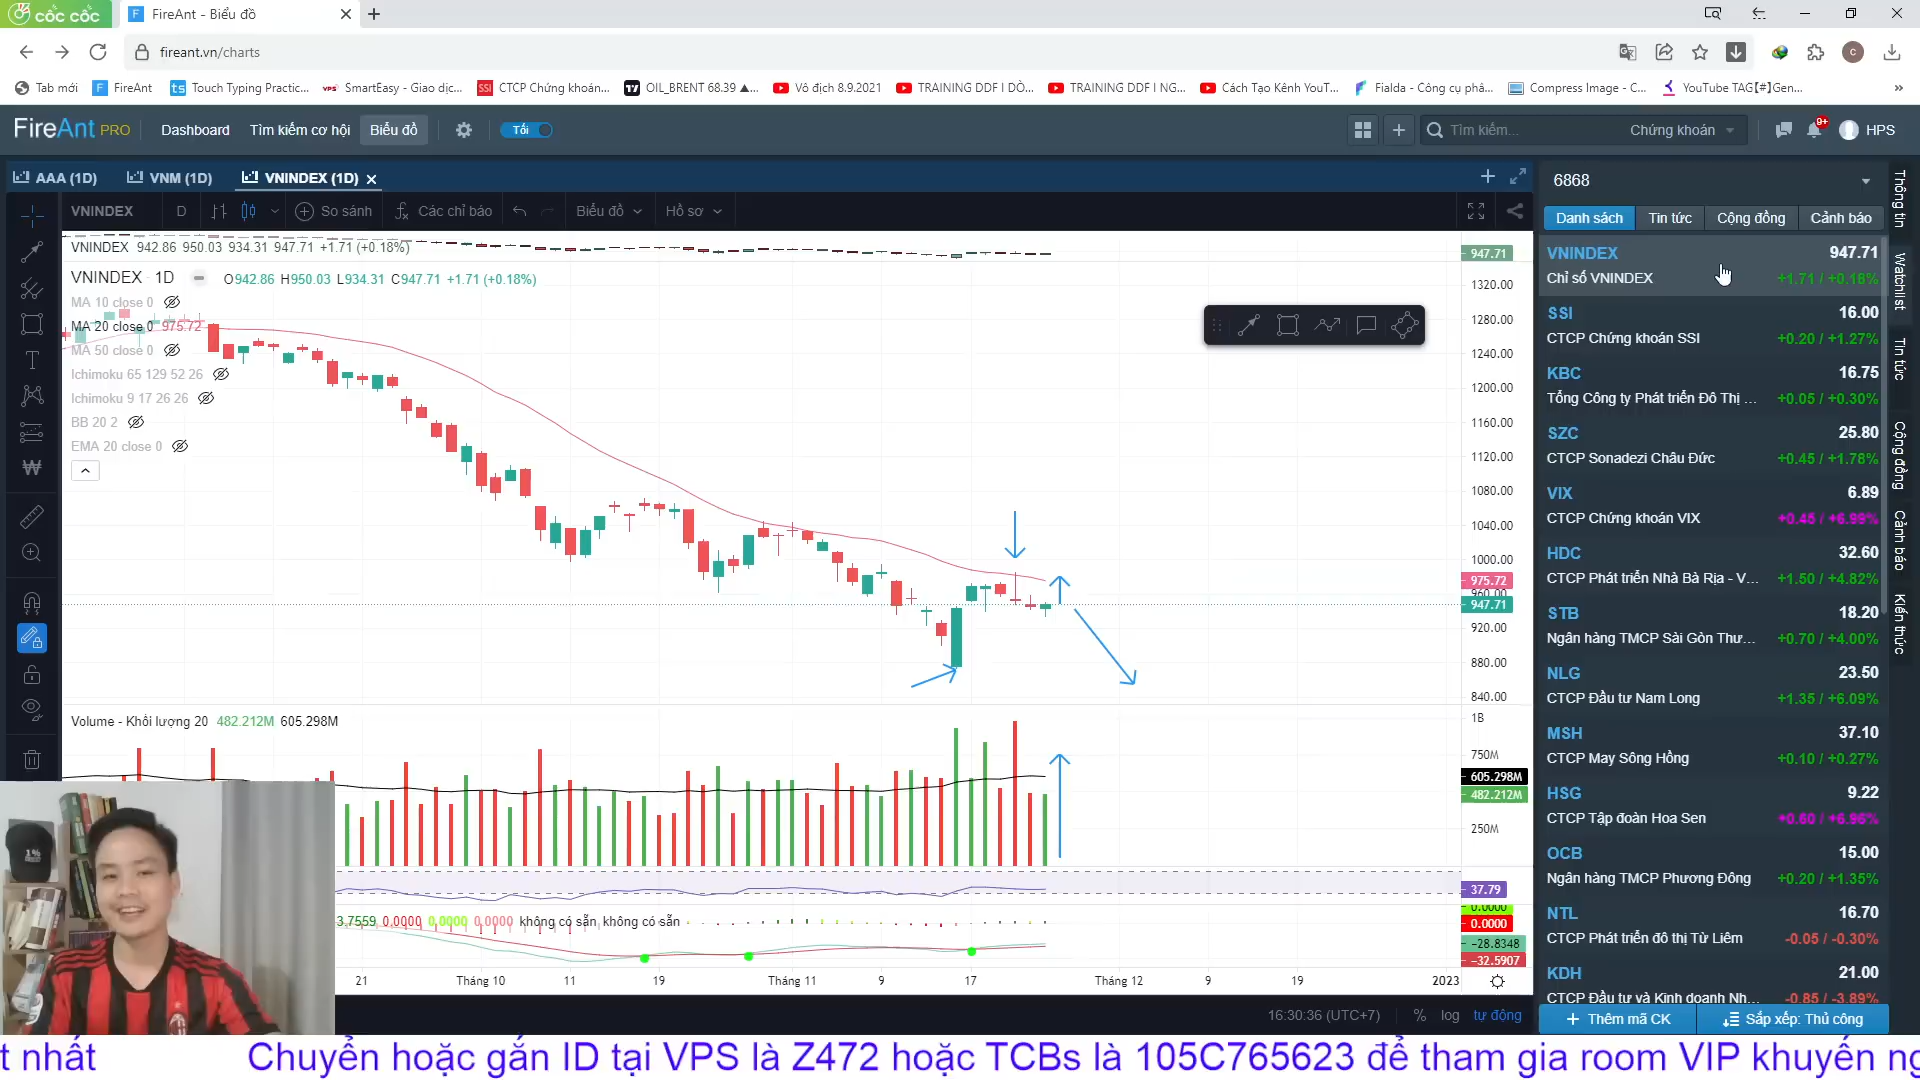 cốc cốc
FireAnt - Biểu đồ
fireant.vn/charts
C
Tab mới
FireAnt
Touch Typing Practic...
SmartEasy - Giao dịc...
CTCP Chứng khoán...
OIL_BRENT 68.39 ▲...
Vô địch 8.9.2021
TRAINING DDF I DÒ...
TRAINING DDF I NG...
Cách Tạo Kênh YouT...
Fialda - Công cụ phâ...
Compress Image - C...
YouTube TAG【#】Gen...
FireAnt PRO
Dashboard
Tìm kiếm cơ hội
Biểu đồ
Tối
Tìm kiếm...
Chứng khoán
9+
HPS
AAA (1D)
VNM (1D)
VNINDEX (1D)
VNINDEX
D
So sánh
Các chỉ báo
Biểu đồ
Hồ sơ
VNINDEX 942.86 950.03 934.31 947.71 +1.71 (+0.18%)
VNINDEX · 1D O942.86 H950.03 L934.31 C947.71 +1.71 (+0.18%)
MA 10 close 0
MA 20 close 0 975.72
MA 50 close 0
Ichimoku 65 129 52 26
Ichimoku 9 17 26 26
BB 20 2
EMA 20 close 0
947.71
1320.00
1280.00
1240.00
1200.00
1160.00
1120.00
1080.00
1040.00
1000.00
975.72
960.00
947.71
920.00
880.00
840.00
Volume - Khối lượng 20 482.212M 605.298M
1B
750M
605.298M
482.212M
250M
37.79
3.7559 0.0000 0.0000 0.0000 không có sẵn, không có sẵn
0.0000
0.0000
-28.8348
-32.5907
21
Tháng 10
11
19
Tháng 11
9
17
Tháng 12
9
19
2023
16:30:36 (UTC+7)
%
log
tự động
6868
Danh sách
Tin tức
Cộng đồng
Cảnh báo
VNINDEX 947.71
Chỉ số VNINDEX +1.71 / +0.18%
SSI 16.00
CTCP Chứng khoán SSI +0.20 / +1.27%
KBC 16.75
Tổng Công ty Phát triển Đô Thị ... +0.05 / +0.30%
SZC 25.80
CTCP Sonadezi Châu Đức +0.45 / +1.78%
VIX 6.89
CTCP Chứng khoán VIX +0.45 / +6.99%
HDC 32.60
CTCP Phát triển Nhà Bà Rịa - V... +1.50 / +4.82%
STB 18.20
Ngân hàng TMCP Sài Gòn Thư... +0.70 / +4.00%
NLG 23.50
CTCP Đầu tư Nam Long +1.35 / +6.09%
MSH 37.10
CTCP May Sông Hồng +0.10 / +0.27%
HSG 9.22
CTCP Tập đoàn Hoa Sen +0.60 / +6.96%
OCB 15.00
Ngân hàng TMCP Phương Đông +0.20 / +1.35%
NTL 16.70
CTCP Phát triển đô thị Từ Liêm -0.05 / -0.30%
KDH 21.00
CTCP Đầu tư và Kinh doanh Nh... -0.85 / -3.89%
Thêm mã CK
Sắp xếp: Thủ công
Thông tin
Watchlist
Tin tức
Cộng đồng
Cảnh báo
Kiến thức
1%
t nhất Chuyển hoặc gắn ID tại VPS là Z472 hoặc TCBs là 105C765623 để tham gia room VIP khuyến ng